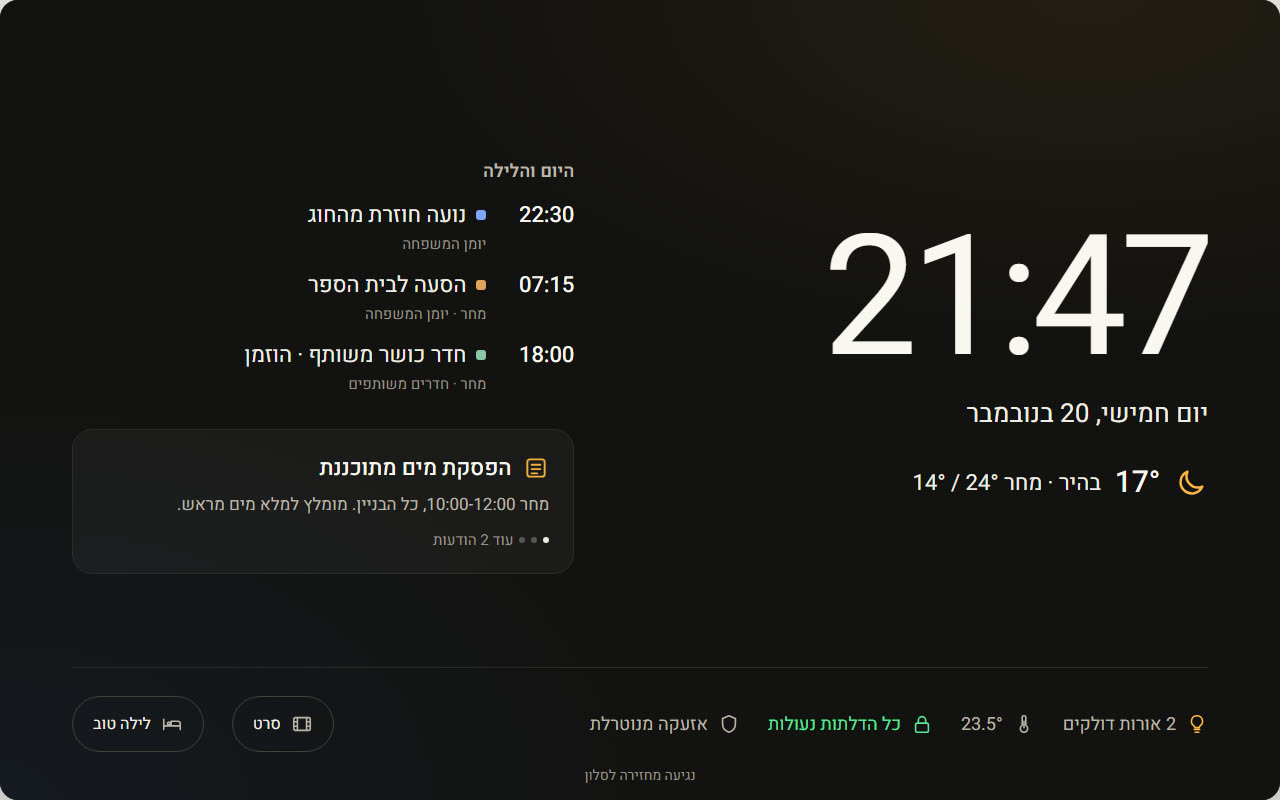 21:47
יום חמישי, 20 בנובמבר
17° בהיר · מחר 24° / 14°
היום והלילה
22:30 נועה חוזרת מהחוג
יומן המשפחה
07:15 הסעה לבית הספר
מחר · יומן המשפחה
18:00 חדר כושר משותף · הוזמן
מחר · חדרים משותפים
הפסקת מים מתוכננת
מחר 10:00-12:00, כל הבניין. מומלץ למלא מים מראש.
עוד 2 הודעות
2 אורות דולקים 23.5° כל הדלתות נעולות אזעקה מנוטרלת סרט לילה טוב
נגיעה מחזירה לסלון